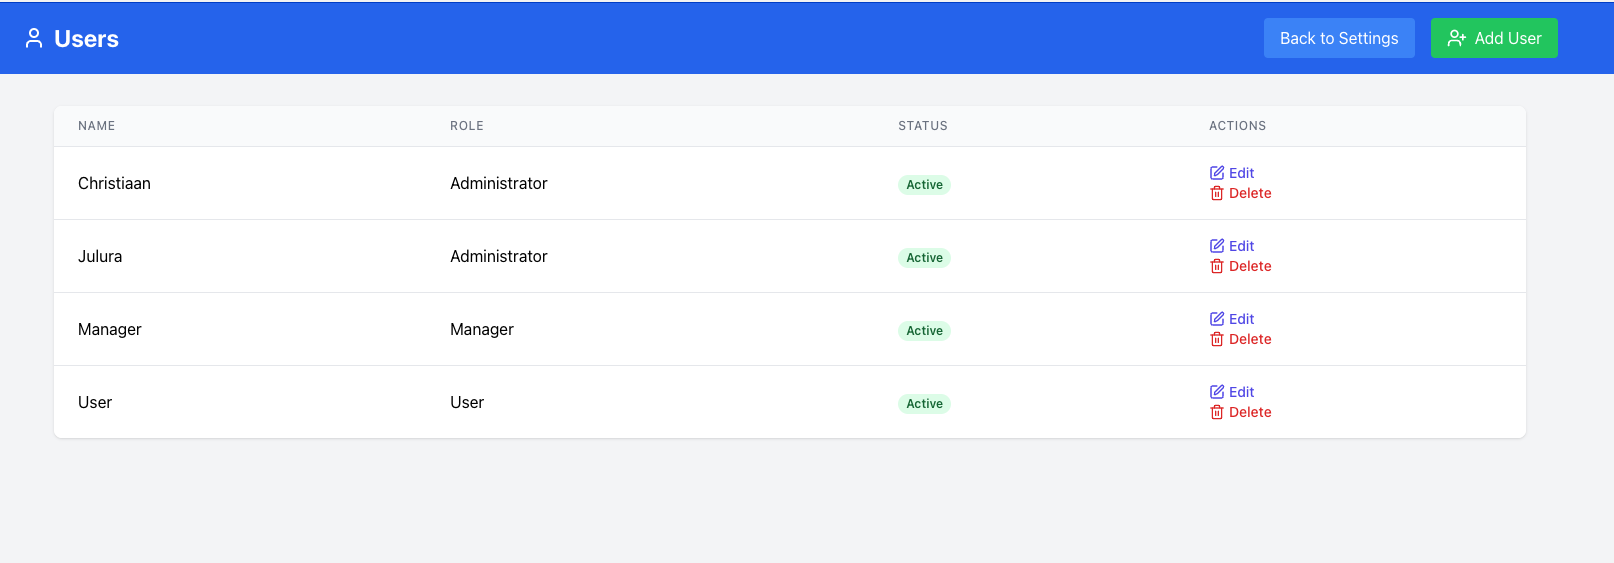 Users
Back to Settings
Add User
NAME ROLE STATUS ACTIONS
Christiaan Administrator Active Edit
Delete
Julura Administrator Active Edit
Delete
Manager Manager Active Edit
Delete
User User Active Edit
Delete